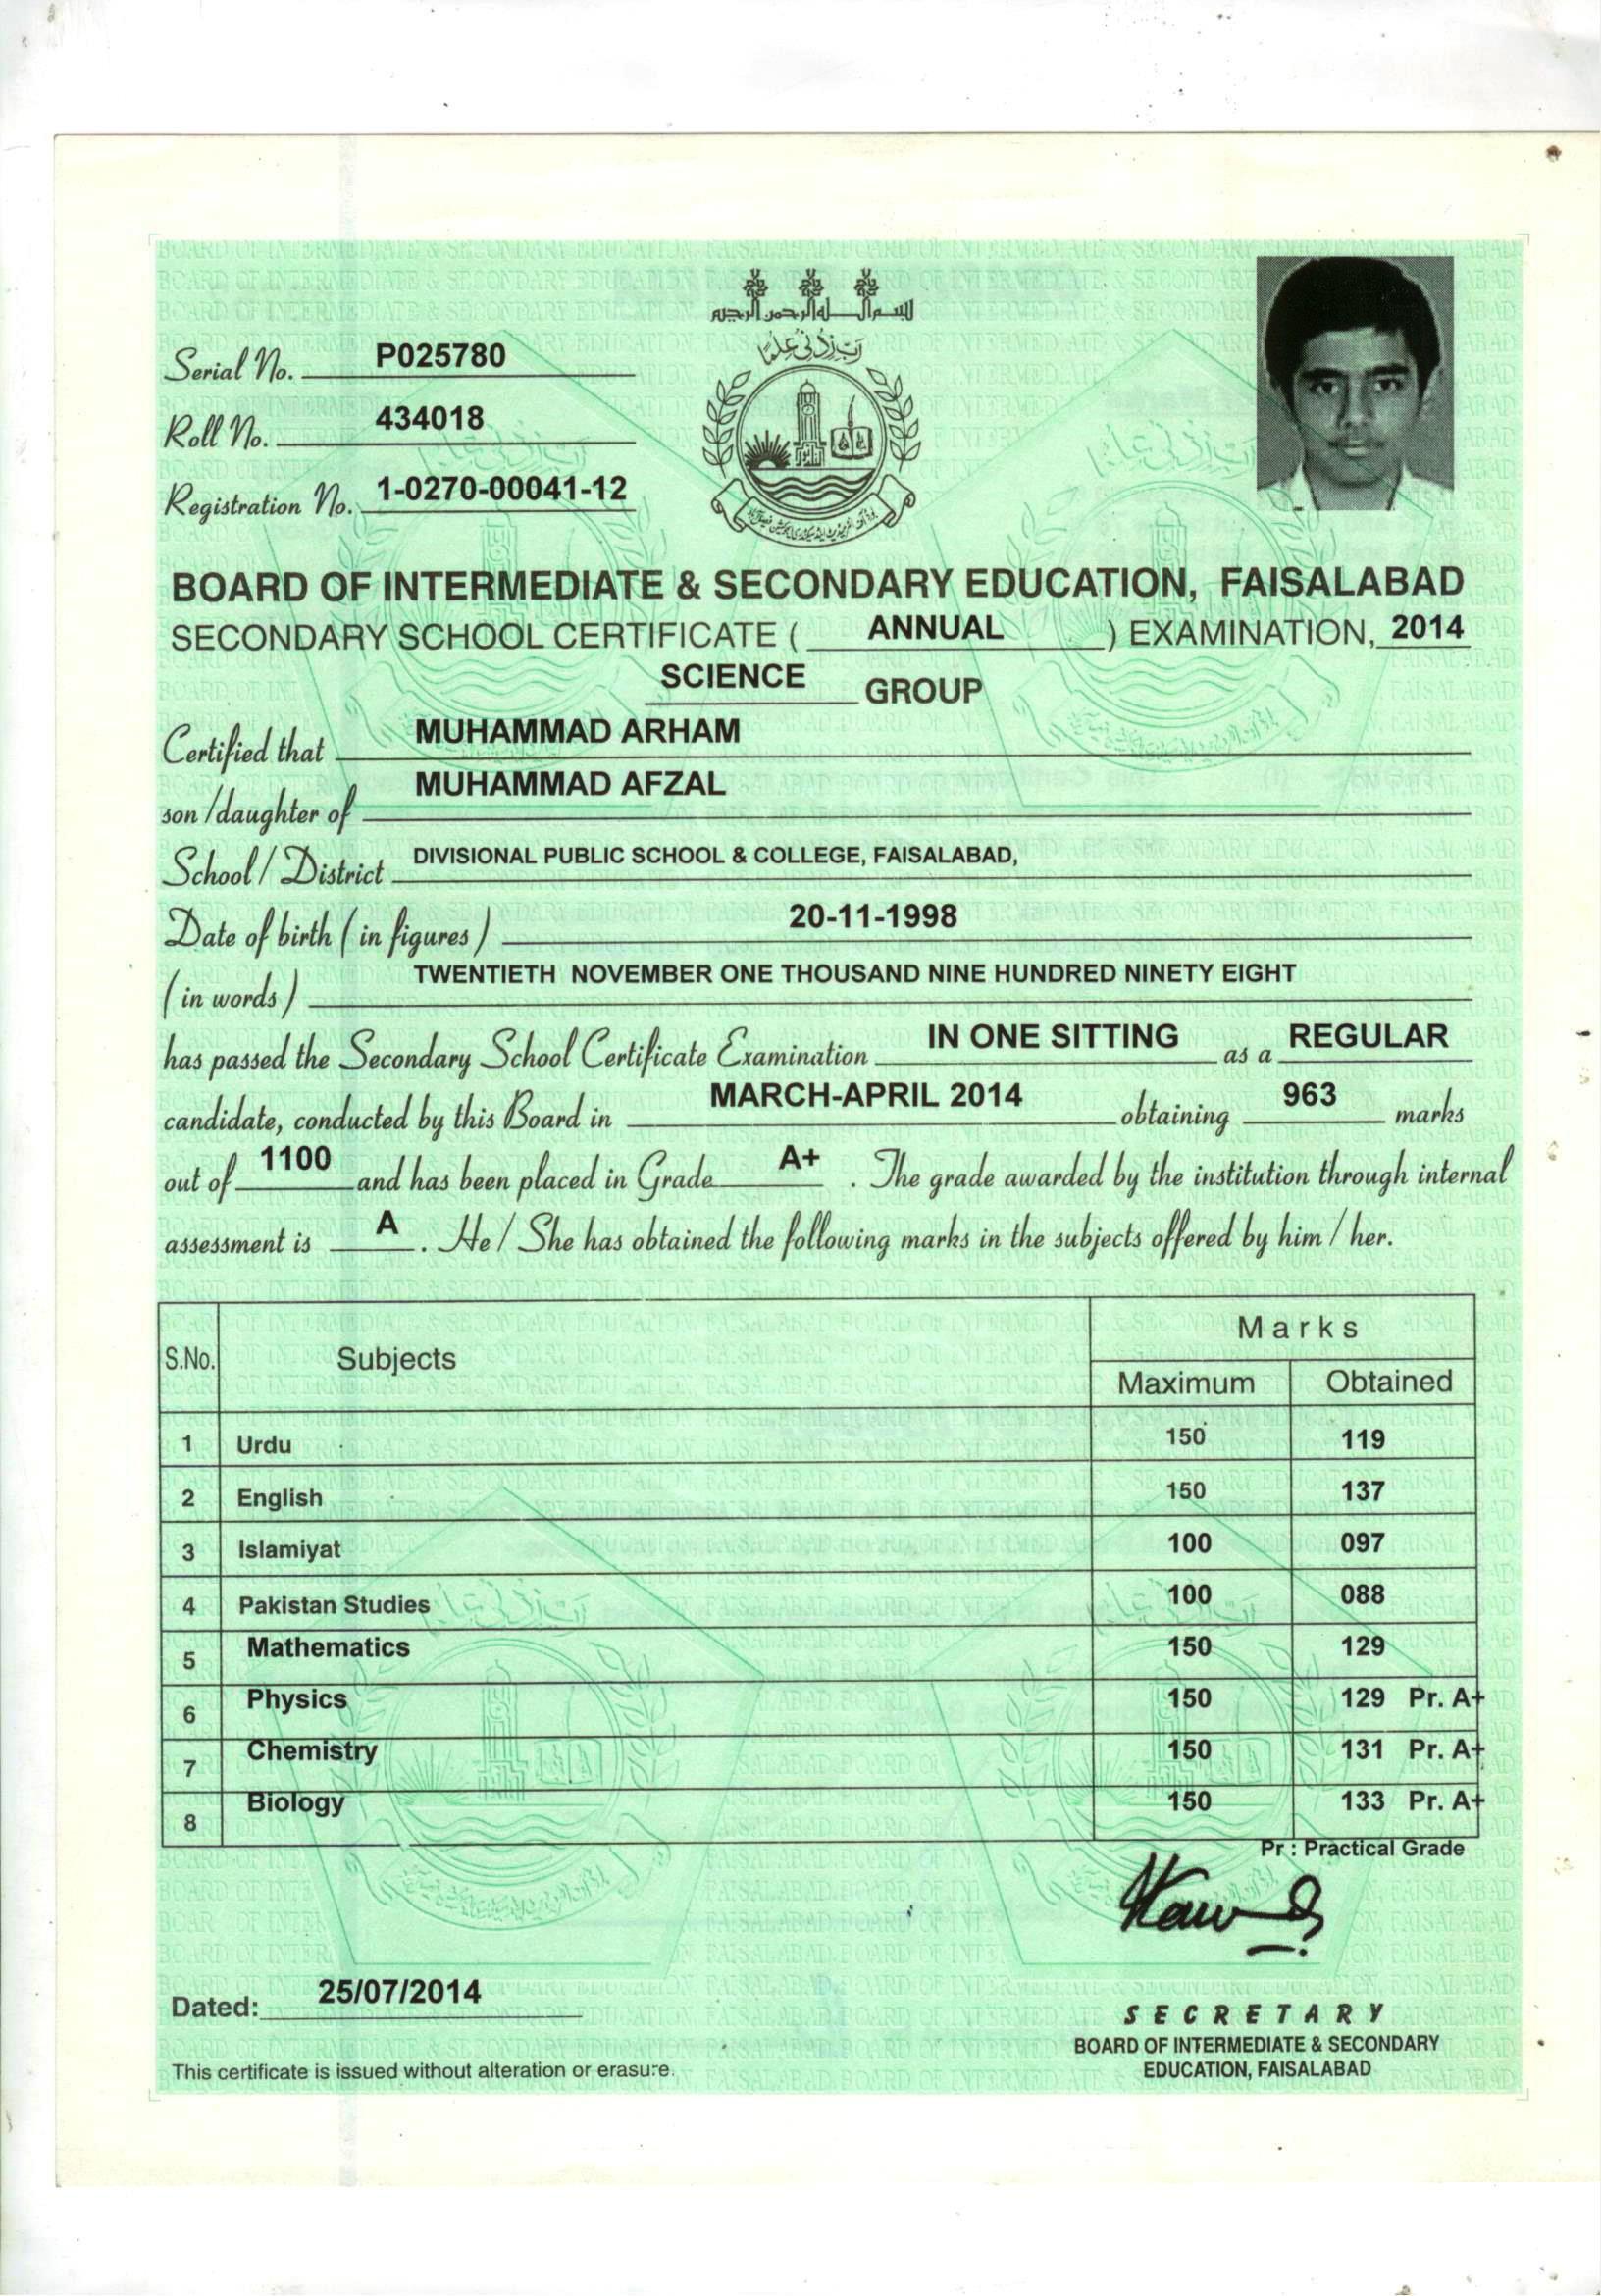 بسم الله الرحمن الرحيم
رَبِّ زِدْنِي عِلْمًا
Serial No. P025780
Roll No. 434018
Registration No. 1-0270-00041-12
BOARD OF INTERMEDIATE & SECONDARY EDUCATION, FAISALABAD
SECONDARY SCHOOL CERTIFICATE ( ANNUAL ) EXAMINATION, 2014
SCIENCE GROUP
Certified that MUHAMMAD ARHAM
son/daughter of MUHAMMAD AFZAL
School/District DIVISIONAL PUBLIC SCHOOL & COLLEGE, FAISALABAD,
Date of birth (in figures) 20-11-1998
(in words) TWENTIETH NOVEMBER ONE THOUSAND NINE HUNDRED NINETY EIGHT
has passed the Secondary School Certificate Examination IN ONE SITTING as a REGULAR
candidate, conducted by this Board in MARCH-APRIL 2014 obtaining 963 marks
out of 1100 and has been placed in Grade A+ . The grade awarded by the institution through internal
assessment is A . He / She has obtained the following marks in the subjects offered by him / her.
S.No. Subjects Marks
Maximum Obtained
1 Urdu 150 119
2 English 150 137
3 Islamiyat 100 097
4 Pakistan Studies 100 088
5 Mathematics 150 129
6 Physics 150 129 Pr. A+
7 Chemistry 150 131 Pr. A+
8 Biology 150 133 Pr. A+
Pr : Practical Grade
Dated: 25/07/2014
SECRETARY
BOARD OF INTERMEDIATE & SECONDARY
EDUCATION, FAISALABAD
This certificate is issued without alteration or erasure.